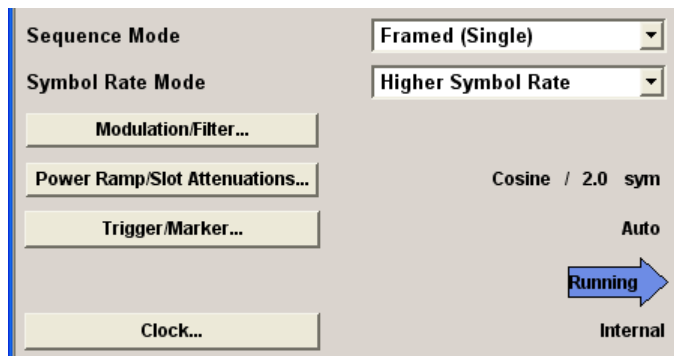 Sequence Mode Framed (Single)
Symbol Rate Mode Higher Symbol Rate
Modulation/Filter...
Power Ramp/Slot Attenuations... Cosine / 2.0 sym
Trigger/Marker... Auto
Running
Clock... Internal